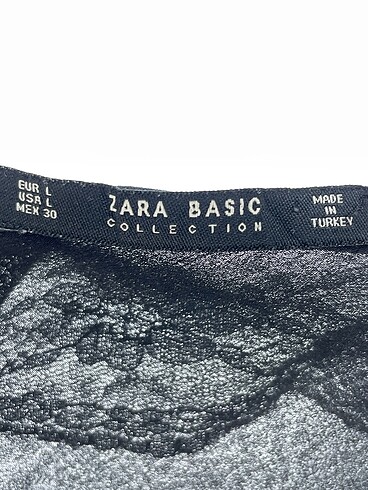 EUR L
USA L
MEX 30
ZARA BASIC
COLLECTION
MADE
IN
TURKEY